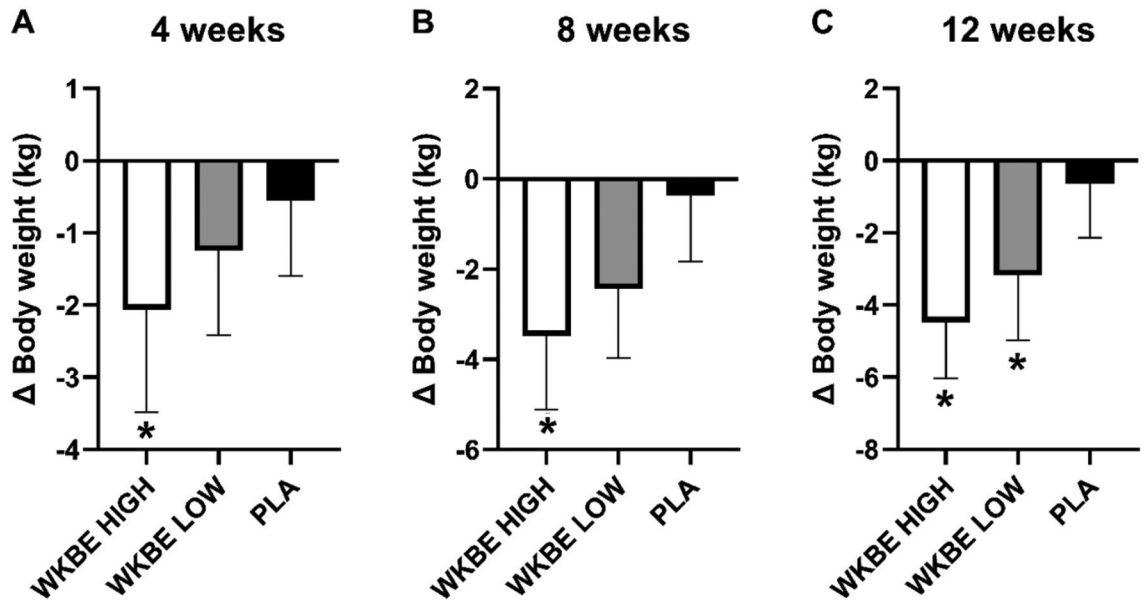 A 4 weeks
Δ Body weight (kg)
1
0
-1
-2
-3
-4
*
WKBE HIGH
WKBE LOW
PLA
B 8 weeks
Δ Body weight (kg)
2
0
-2
-4
-6
*
WKBE HIGH
WKBE LOW
PLA
C 12 weeks
Δ Body weight (kg)
2
0
-2
-4
-6
-8
*
*
WKBE HIGH
WKBE LOW
PLA